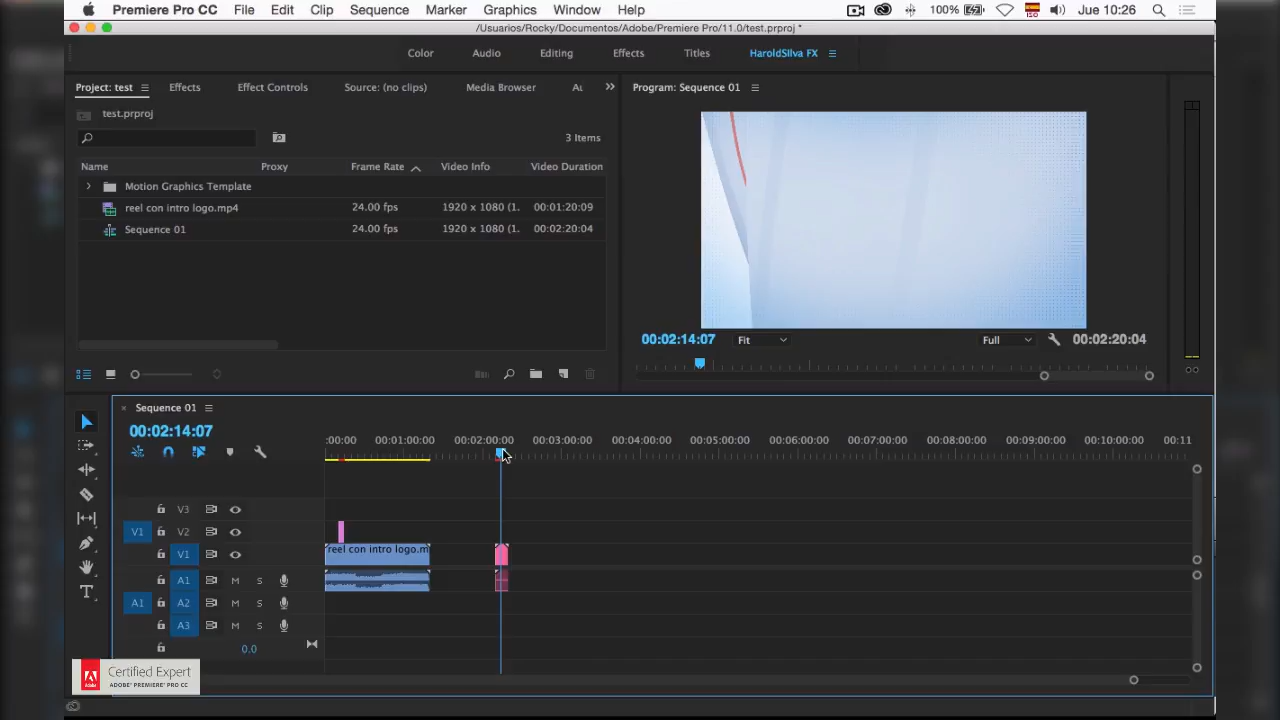 Premiere Pro CC File Edit Clip Sequence Marker Graphics Window Help 100% ISO Jue 10:26
/Usuarios/Rocky/Documentos/Adobe/Premiere Pro/11.0/test.prproj *
Color Audio Editing Effects Titles HaroldSIlva FX
Project: test Effects Effect Controls Source: (no clips) Media Browser Program: Sequence 01
test.prproj
3 Items
Name Proxy Frame Rate Video Info Video Duration
Motion Graphics Template
reel con intro logo.mp4 24.00 fps 1920 x 1080 (1. 00:01:20:09
Sequence 01 24.00 fps 1920 x 1080 (1. 00:02:20:04
00:02:14:07 Fit Full 00:02:20:04
Sequence 01
00:02:14:07
:00:00 00:01:00:00 00:02:00:00 00:03:00:00 00:04:00:00 00:05:00:00 00:06:00:00 00:07:00:00 00:08:00:00 00:09:00:00 00:10:00:00 00:11
V3
V1 V2
V1 reel con intro logo.m
A1 M S
A1 A2 M S
A3 M S
0.0
Certified Expert
ADOBE® PREMIERE® PRO CC